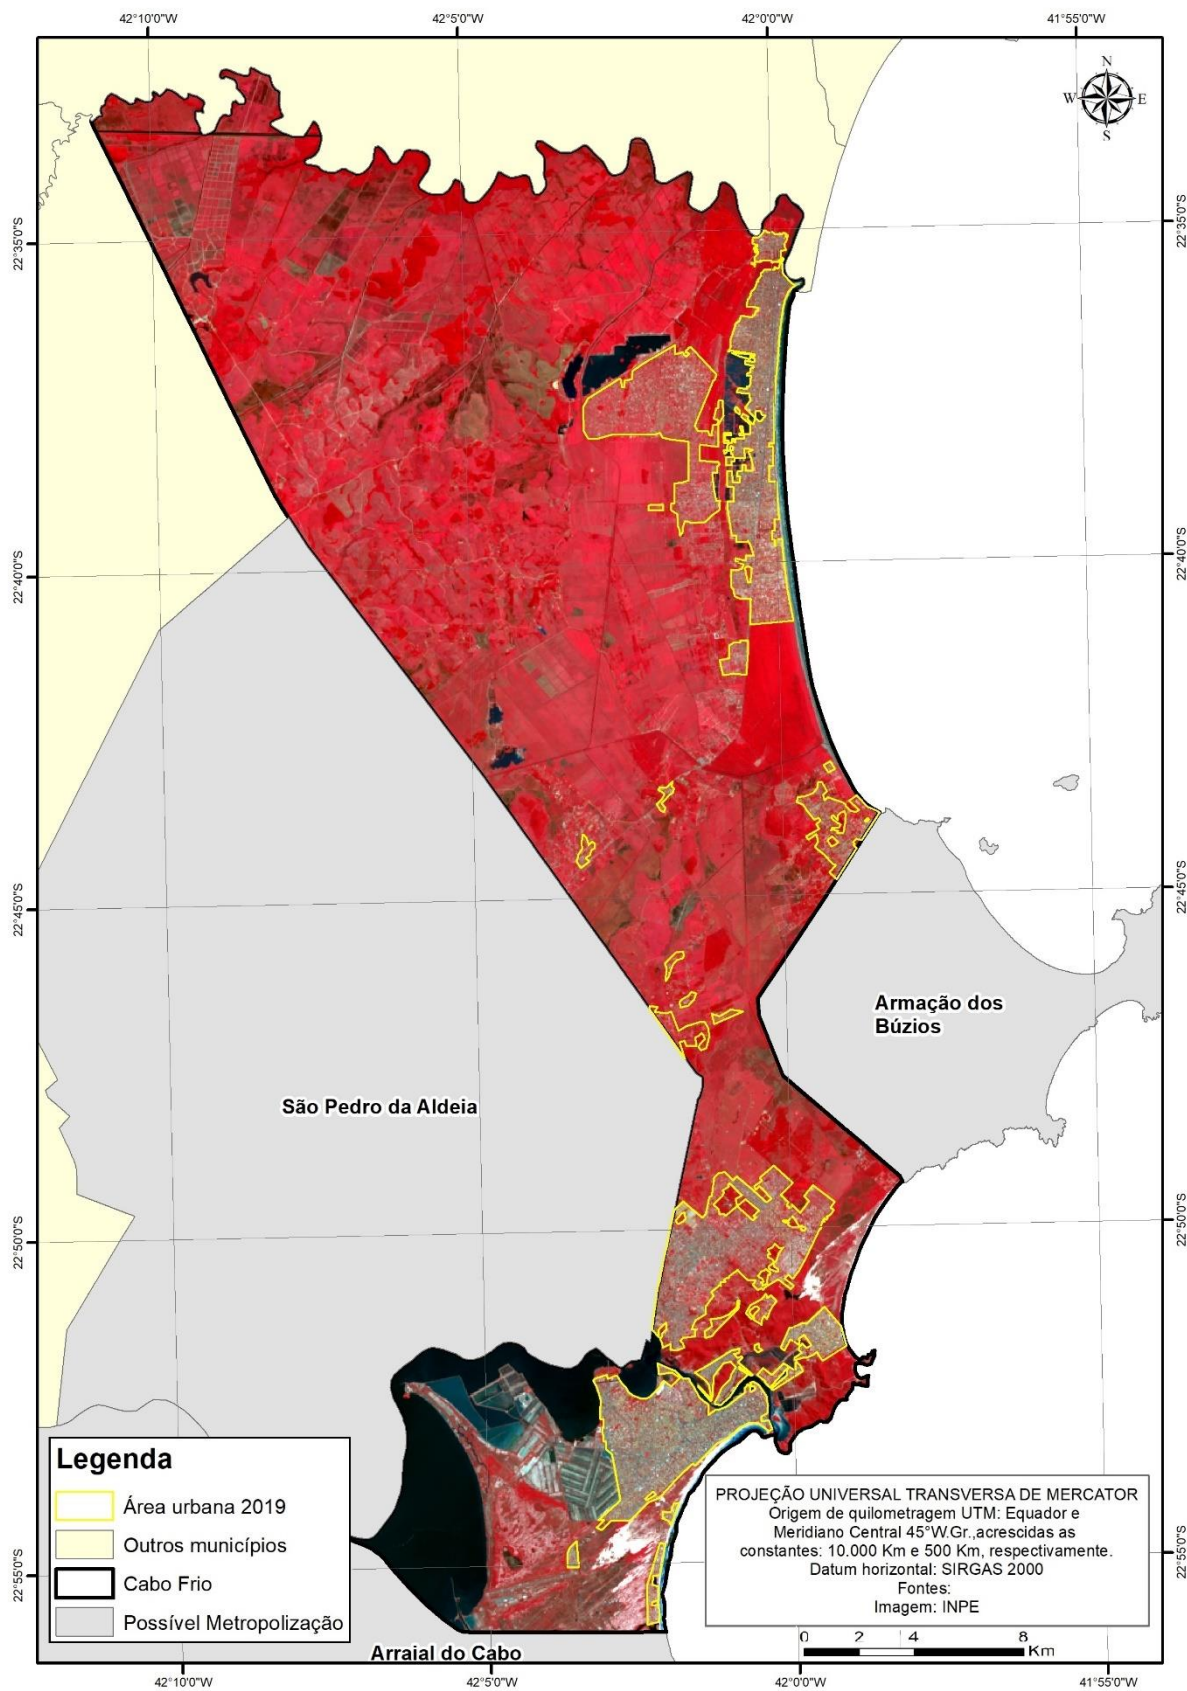 42°10'0"W
42°5'0"W
42°0'0"W
41°55'0"W
N
W
E
S
22°35'0"S
22°35'0"S
22°40'0"S
22°40'0"S
22°45'0"S
22°45'0"S
Armação dos
Búzios
São Pedro da Aldeia
22°50'0"S
22°50'0"S
Legenda
Área urbana 2019
Outros municípios
Cabo Frio
Possível Metropolização
PROJEÇÃO UNIVERSAL TRANSVERSA DE MERCATOR
Origem de quilometragem UTM: Equador e
Meridiano Central 45°W.Gr.,acrescidas as
constantes: 10.000 Km e 500 Km, respectivamente.
Datum horizontal: SIRGAS 2000
Fontes:
Imagem: INPE
22°55'0"S
22°55'0"S
0 2 4 8
Km
Arraial do Cabo
42°10'0"W
42°5'0"W
42°0'0"W
41°55'0"W